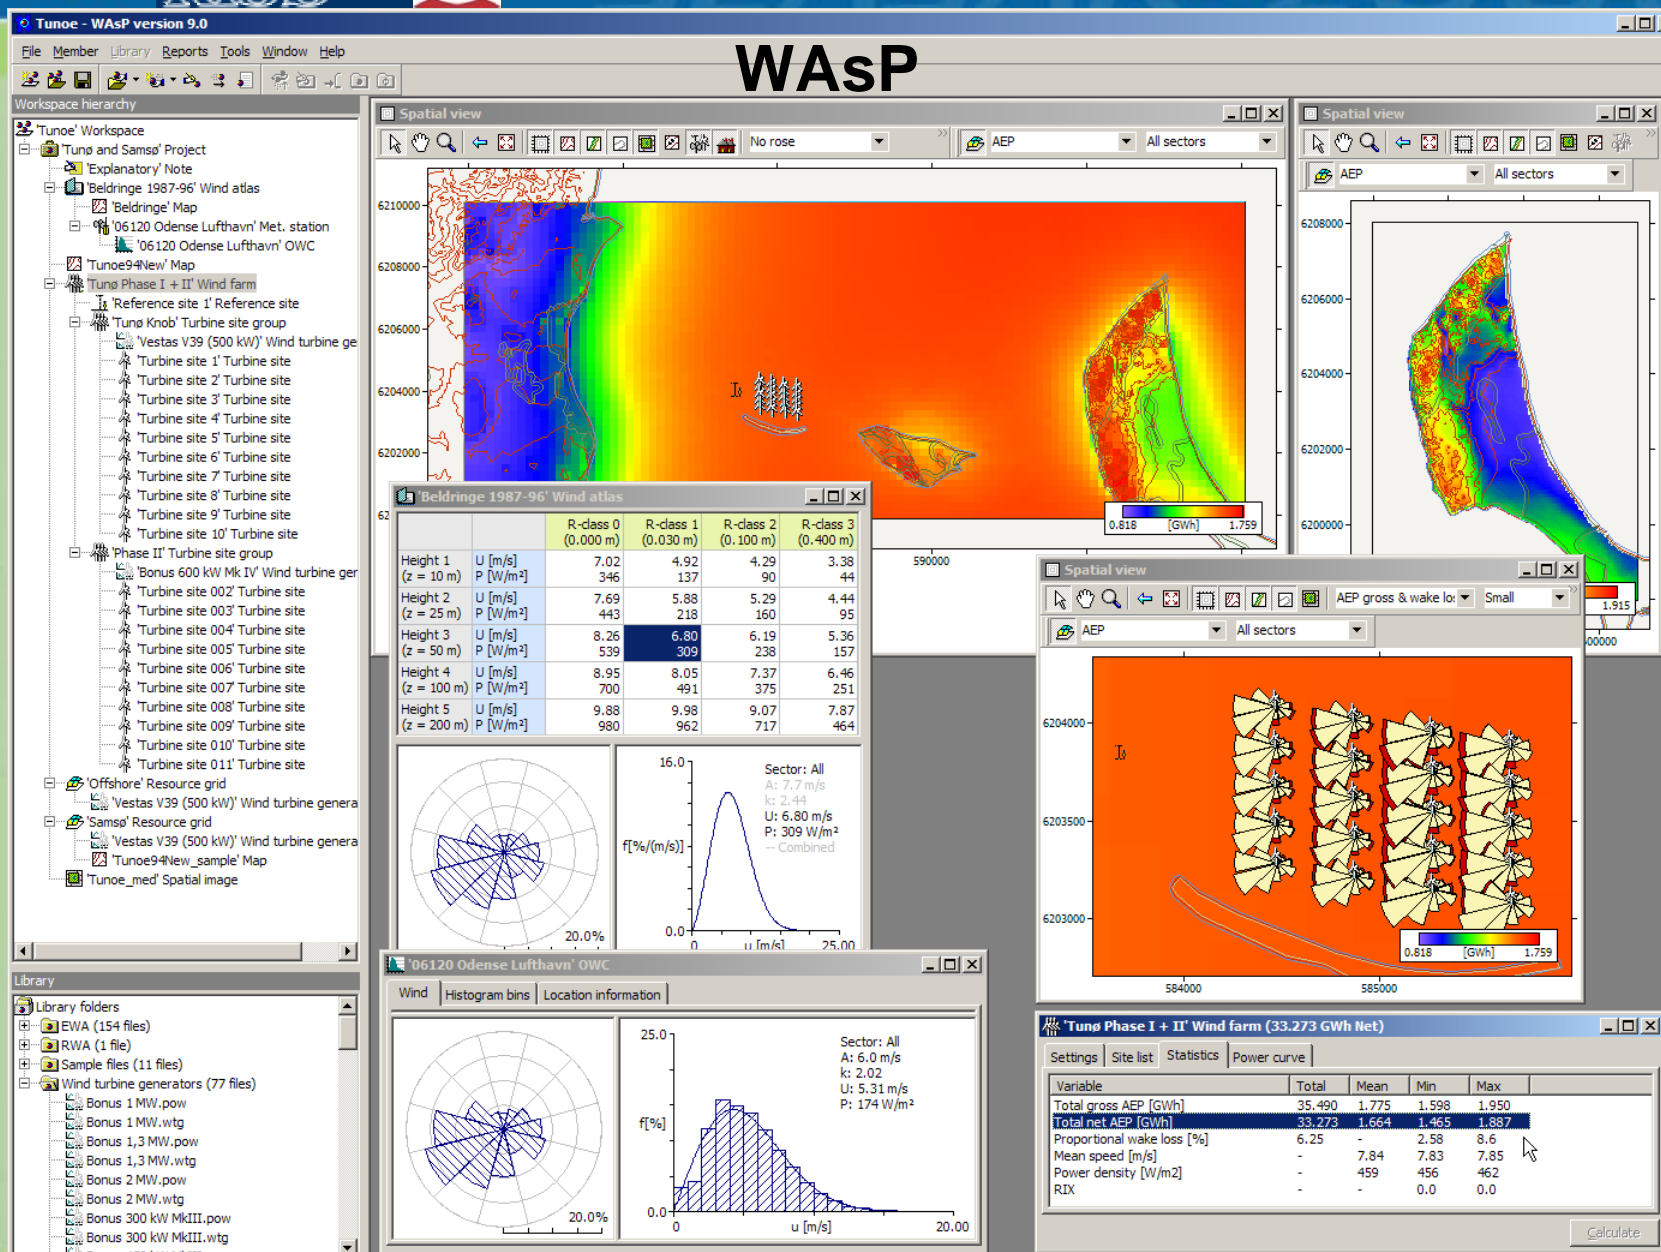 Tunoe - WAsP version 9.0
File Member Library Reports Tools Window Help
WAsP
Workspace hierarchy
'Tunoe' Workspace
'Tunø and Samsø' Project
'Explanatory' Note
'Beldringe 1987-96' Wind atlas
'Beldringe' Map
'06120 Odense Lufthavn' Met. station
'06120 Odense Lufthavn' OWC
'Tunoe94New' Map
'Tunø Phase I + II' Wind farm
'Reference site 1' Reference site
'Tunø Knob' Turbine site group
'Vestas V39 (500 kW)' Wind turbine ge
'Turbine site 1' Turbine site
'Turbine site 2' Turbine site
'Turbine site 3' Turbine site
'Turbine site 4' Turbine site
'Turbine site 5' Turbine site
'Turbine site 6' Turbine site
'Turbine site 7' Turbine site
'Turbine site 8' Turbine site
'Turbine site 9' Turbine site
'Turbine site 10' Turbine site
'Phase II' Turbine site group
'Bonus 600 kW Mk IV' Wind turbine ger
'Turbine site 002' Turbine site
'Turbine site 003' Turbine site
'Turbine site 004' Turbine site
'Turbine site 005' Turbine site
'Turbine site 006' Turbine site
'Turbine site 007' Turbine site
'Turbine site 008' Turbine site
'Turbine site 009' Turbine site
'Turbine site 010' Turbine site
'Turbine site 011' Turbine site
'Offshore' Resource grid
'Vestas V39 (500 kW)' Wind turbine genera
'Samsø' Resource grid
'Vestas V39 (500 kW)' Wind turbine genera
'Tunoe94New_sample' Map
'Tunoe_med' Spatial image
Library
Library folders
EWA (154 files)
RWA (1 file)
Sample files (11 files)
Wind turbine generators (77 files)
Bonus 1 MW.pow
Bonus 1 MW.wtg
Bonus 1,3 MW.pow
Bonus 1,3 MW.wtg
Bonus 2 MW.pow
Bonus 2 MW.wtg
Bonus 300 kW MkIII.pow
Bonus 300 kW MkIII.wtg
Spatial view
No rose AEP All sectors
6210000
6208000
6206000
6204000
6202000
62
590000
0.818 [GWh] 1.759
Spatial view
AEP All sectors
6208000
6206000
6204000
6202000
6200000
1.915
00000
'Beldringe 1987-96' Wind atlas
R-class 0 R-class 1 R-class 2 R-class 3
(0.000 m) (0.030 m) (0.100 m) (0.400 m)
Height 1 U [m/s] 7.02 4.92 4.29 3.38
(z = 10 m) P [W/m²] 346 137 90 44
Height 2 U [m/s] 7.69 5.88 5.29 4.44
(z = 25 m) P [W/m²] 443 218 160 95
Height 3 U [m/s] 8.26 6.80 6.19 5.36
(z = 50 m) P [W/m²] 539 309 238 157
Height 4 U [m/s] 8.95 8.05 7.37 6.46
(z = 100 m) P [W/m²] 700 491 375 251
Height 5 U [m/s] 9.88 9.98 9.07 7.87
(z = 200 m) P [W/m²] 980 962 717 464
20.0%
16.0
f[%/(m/s)]
0.0
0 u [m/s] 25.00
Sector: All
A: 7.7 m/s
k: 2.44
U: 6.80 m/s
P: 309 W/m²
-- Combined
'06120 Odense Lufthavn' OWC
Wind Histogram bins Location information
20.0%
25.0
f[%]
0.0
0 u [m/s] 20.00
Sector: All
A: 6.0 m/s
k: 2.02
U: 5.31 m/s
P: 174 W/m²
Spatial view
AEP gross & wake los Small
AEP All sectors
6204000
6203500
6203000
584000 585000
0.818 [GWh] 1.759
'Tunø Phase I + II' Wind farm (33.273 GWh Net)
Settings Site list Statistics Power curve
Variable Total Mean Min Max
Total gross AEP [GWh] 35.490 1.775 1.598 1.950
Total net AEP [GWh] 33.273 1.664 1.465 1.887
Proportional wake loss [%] 6.25 - 2.58 8.6
Mean speed [m/s] - 7.84 7.83 7.85
Power density [W/m2] - 459 456 462
RIX - - 0.0 0.0
Calculate